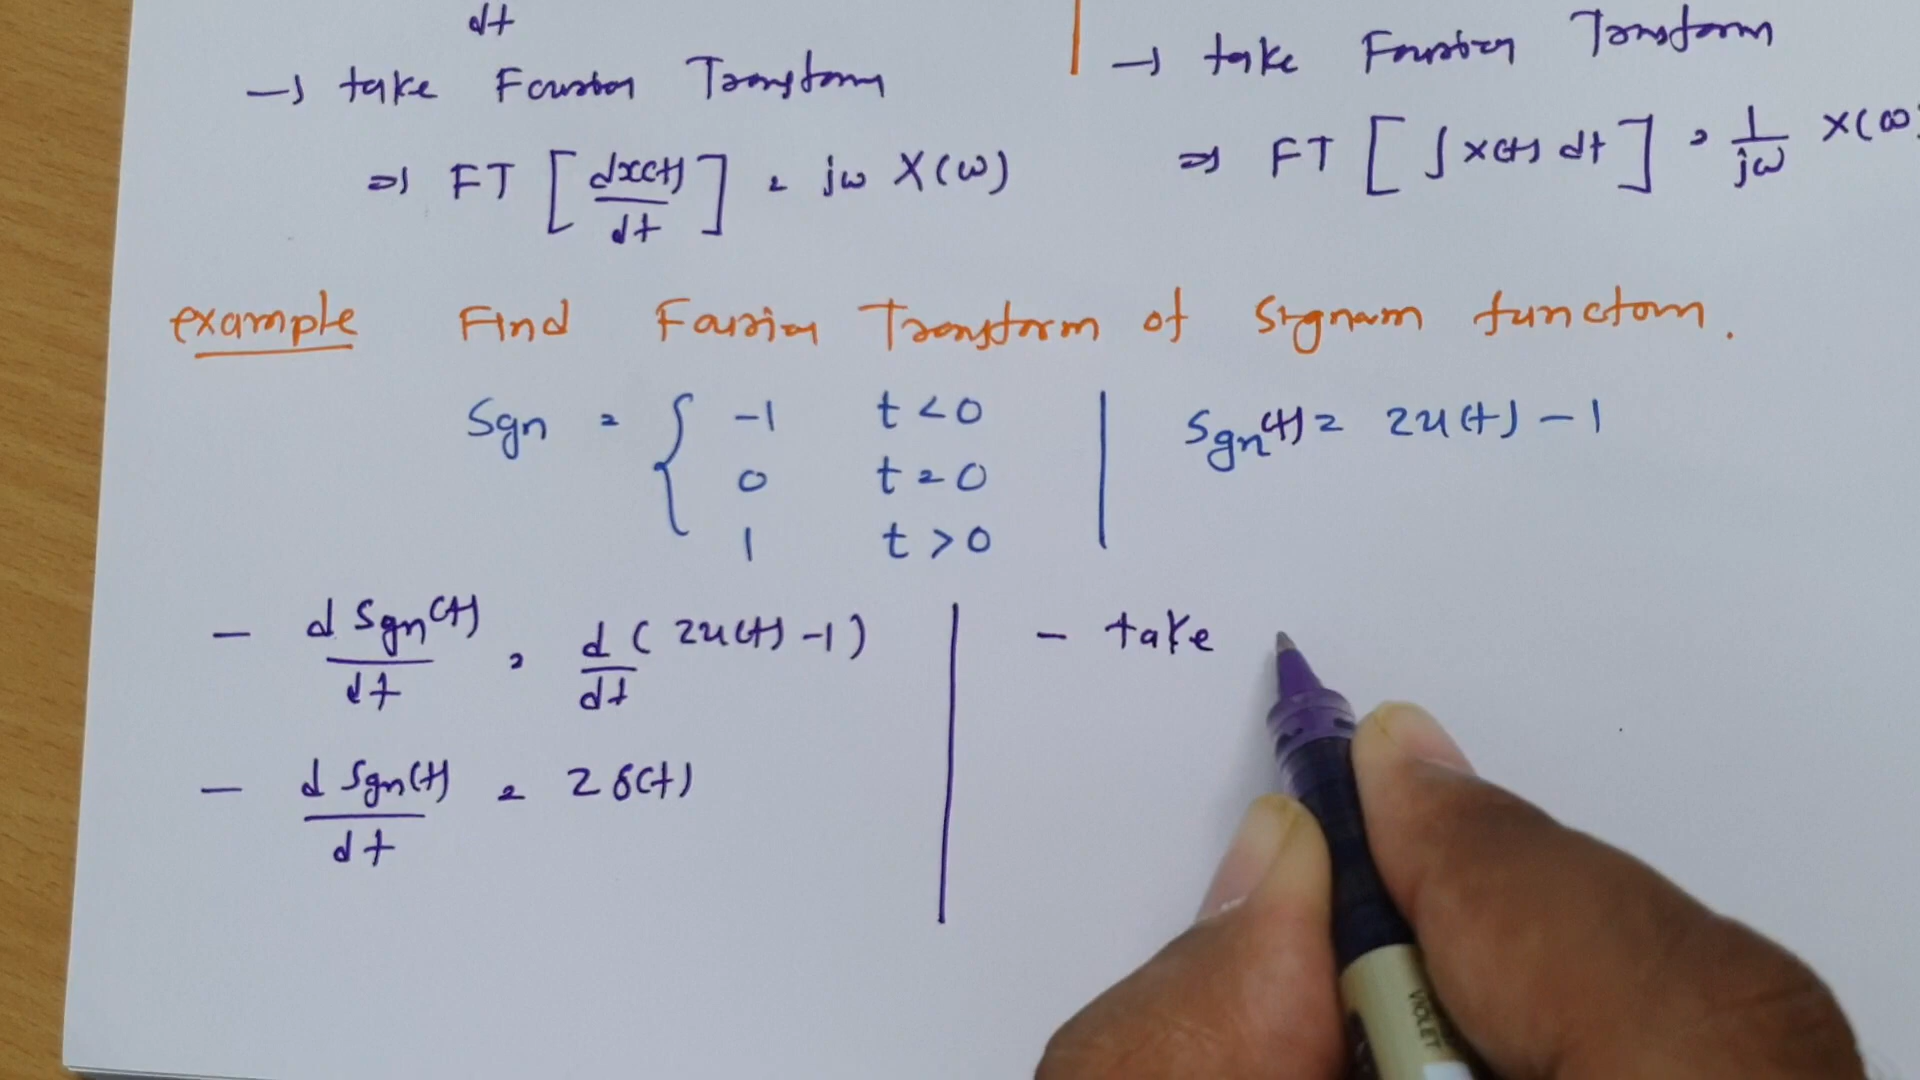 dt
→ take Fourier Transform
⇒ FT [ dx(t) / dt ] = jω X(ω)
→ take Fourier Transform
⇒ FT [ ∫ x(t) dt ] = 1/jω X(ω)
example Find Fourier Transform of Signum function.
Sgn = { -1 t < 0
0 t = 0
1 t > 0
Sgn(t) = 2u(t) - 1
- d Sgn(t) / dt = d/dt (2u(t) - 1)
- d Sgn(t) / dt = 2δ(t)
- take
VIOLET